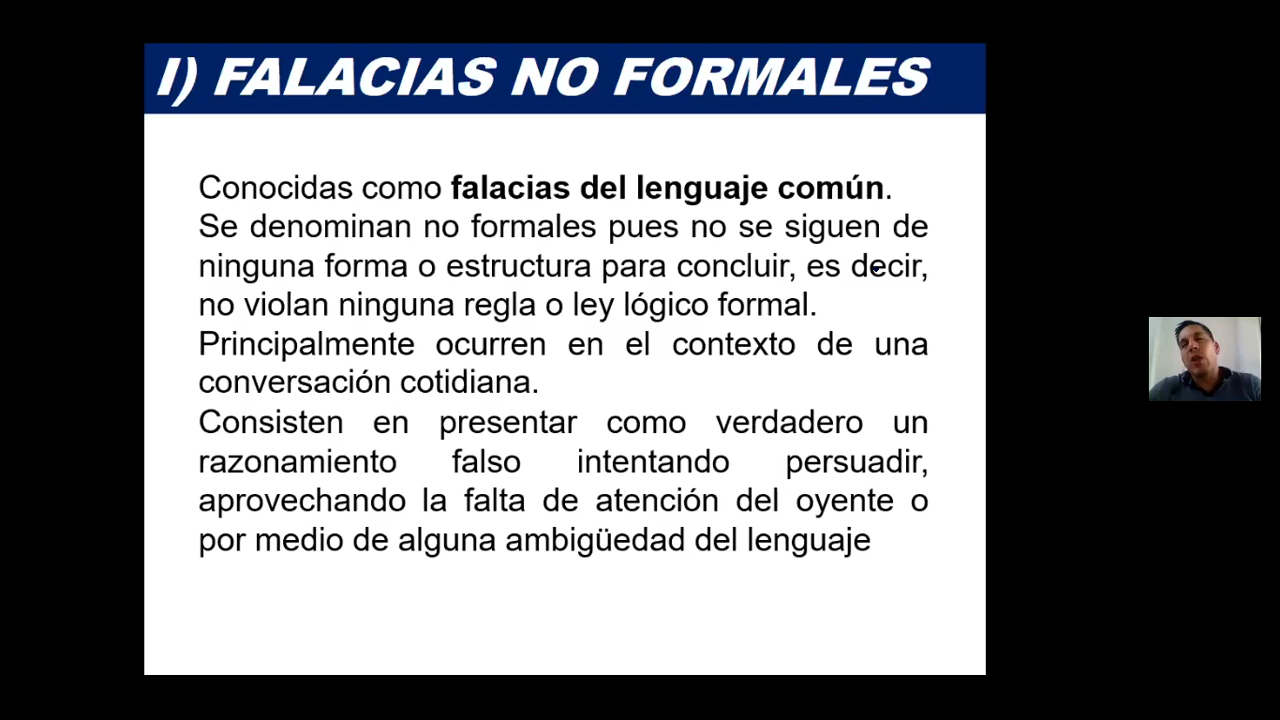 I) FALACIAS NO FORMALES
Conocidas como falacias del lenguaje común.
Se denominan no formales pues no se siguen de
ninguna forma o estructura para concluir, es decir,
no violan ninguna regla o ley lógico formal.
Principalmente ocurren en el contexto de una
conversación cotidiana.
Consisten en presentar como verdadero un
razonamiento falso intentando persuadir,
aprovechando la falta de atención del oyente o
por medio de alguna ambigüedad del lenguaje